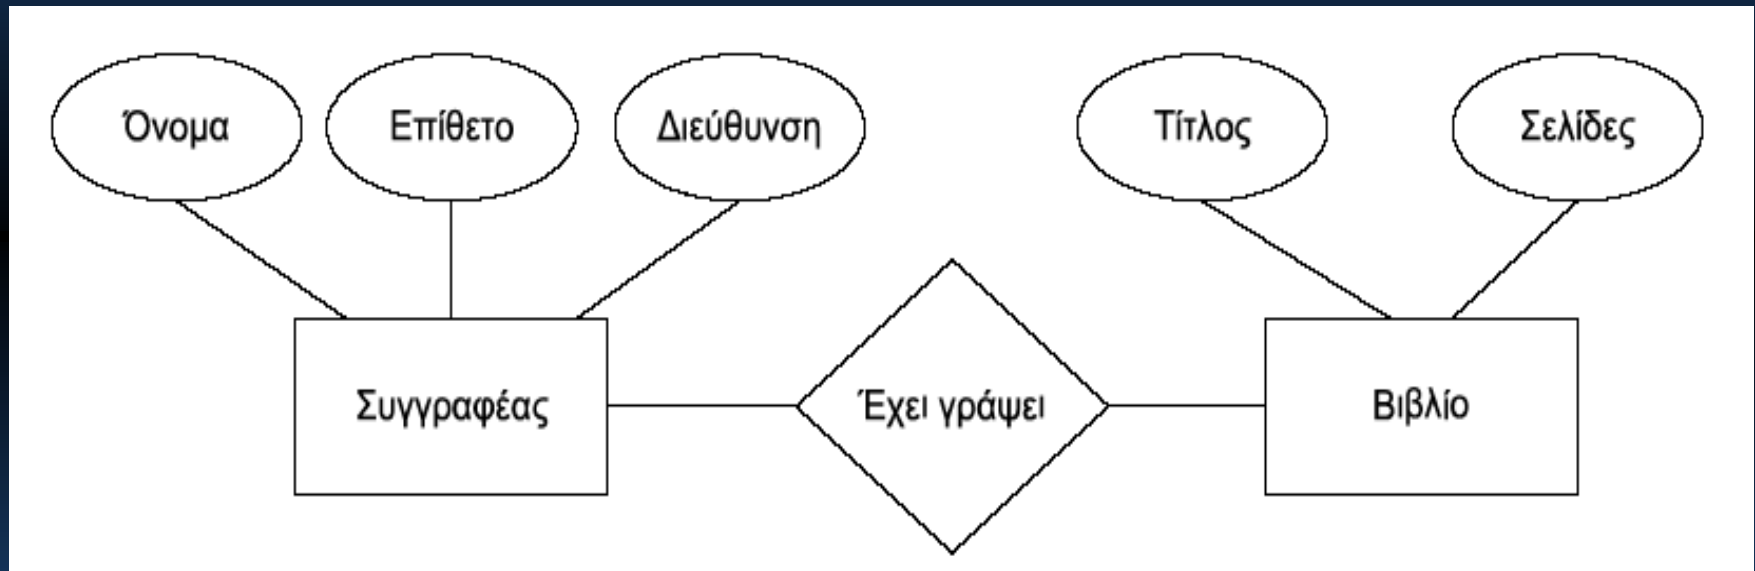 Όνομα
Επίθετο
Διεύθυνση
Τίτλος
Σελίδες
Συγγραφέας
Έχει γράψει
Βιβλίο